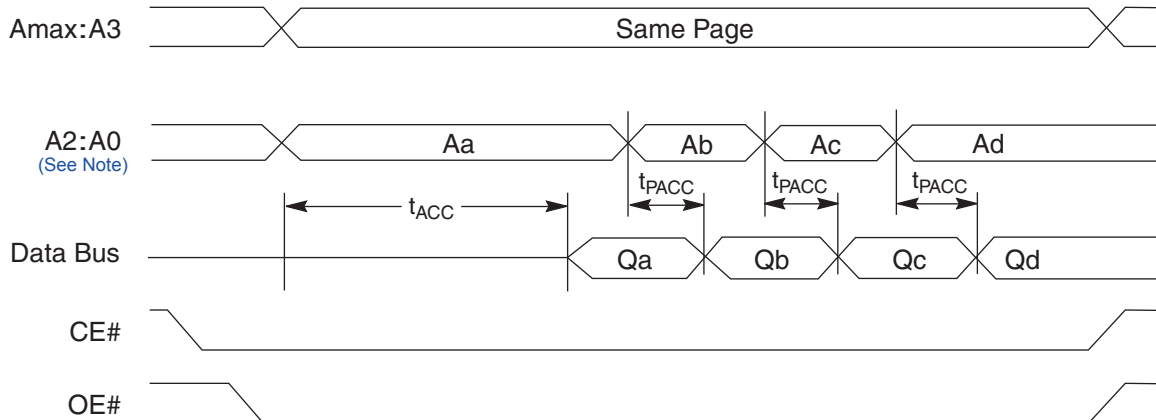 Amax:A3
Same Page
A2:A0
(See Note)
Aa
Ab
Ac
Ad
tACC
tPACC
tPACC
tPACC
Data Bus
Qa
Qb
Qc
Qd
CE#
OE#